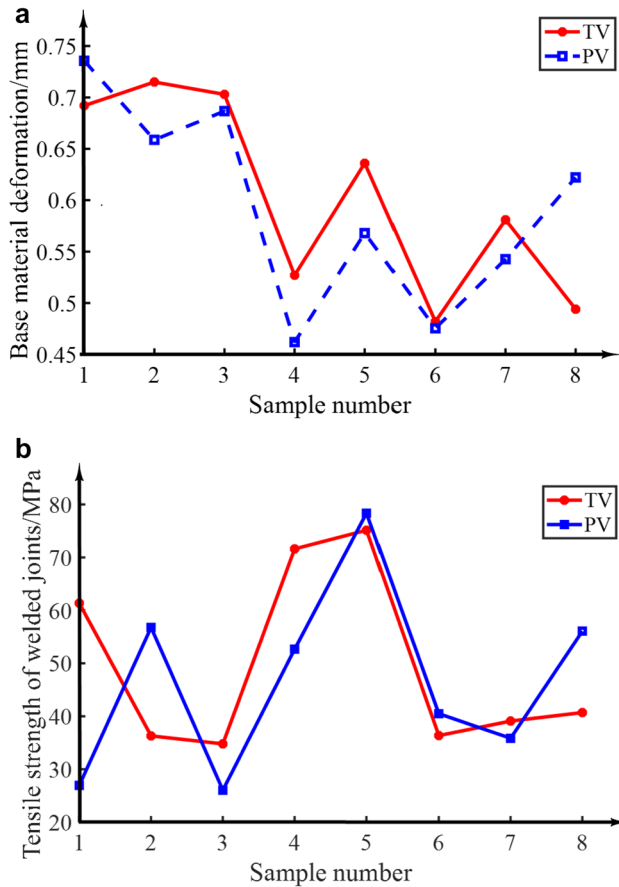 a
TV
PV
Base material deformation/mm
0.75
0.7
0.65
0.6
0.55
0.5
0.45
1 2 3 4 5 6 7 8
Sample number
b
TV
PV
Tensile strength of welded joints/MPa
80
70
60
50
40
30
20
1 2 3 4 5 6 7 8
Sample number